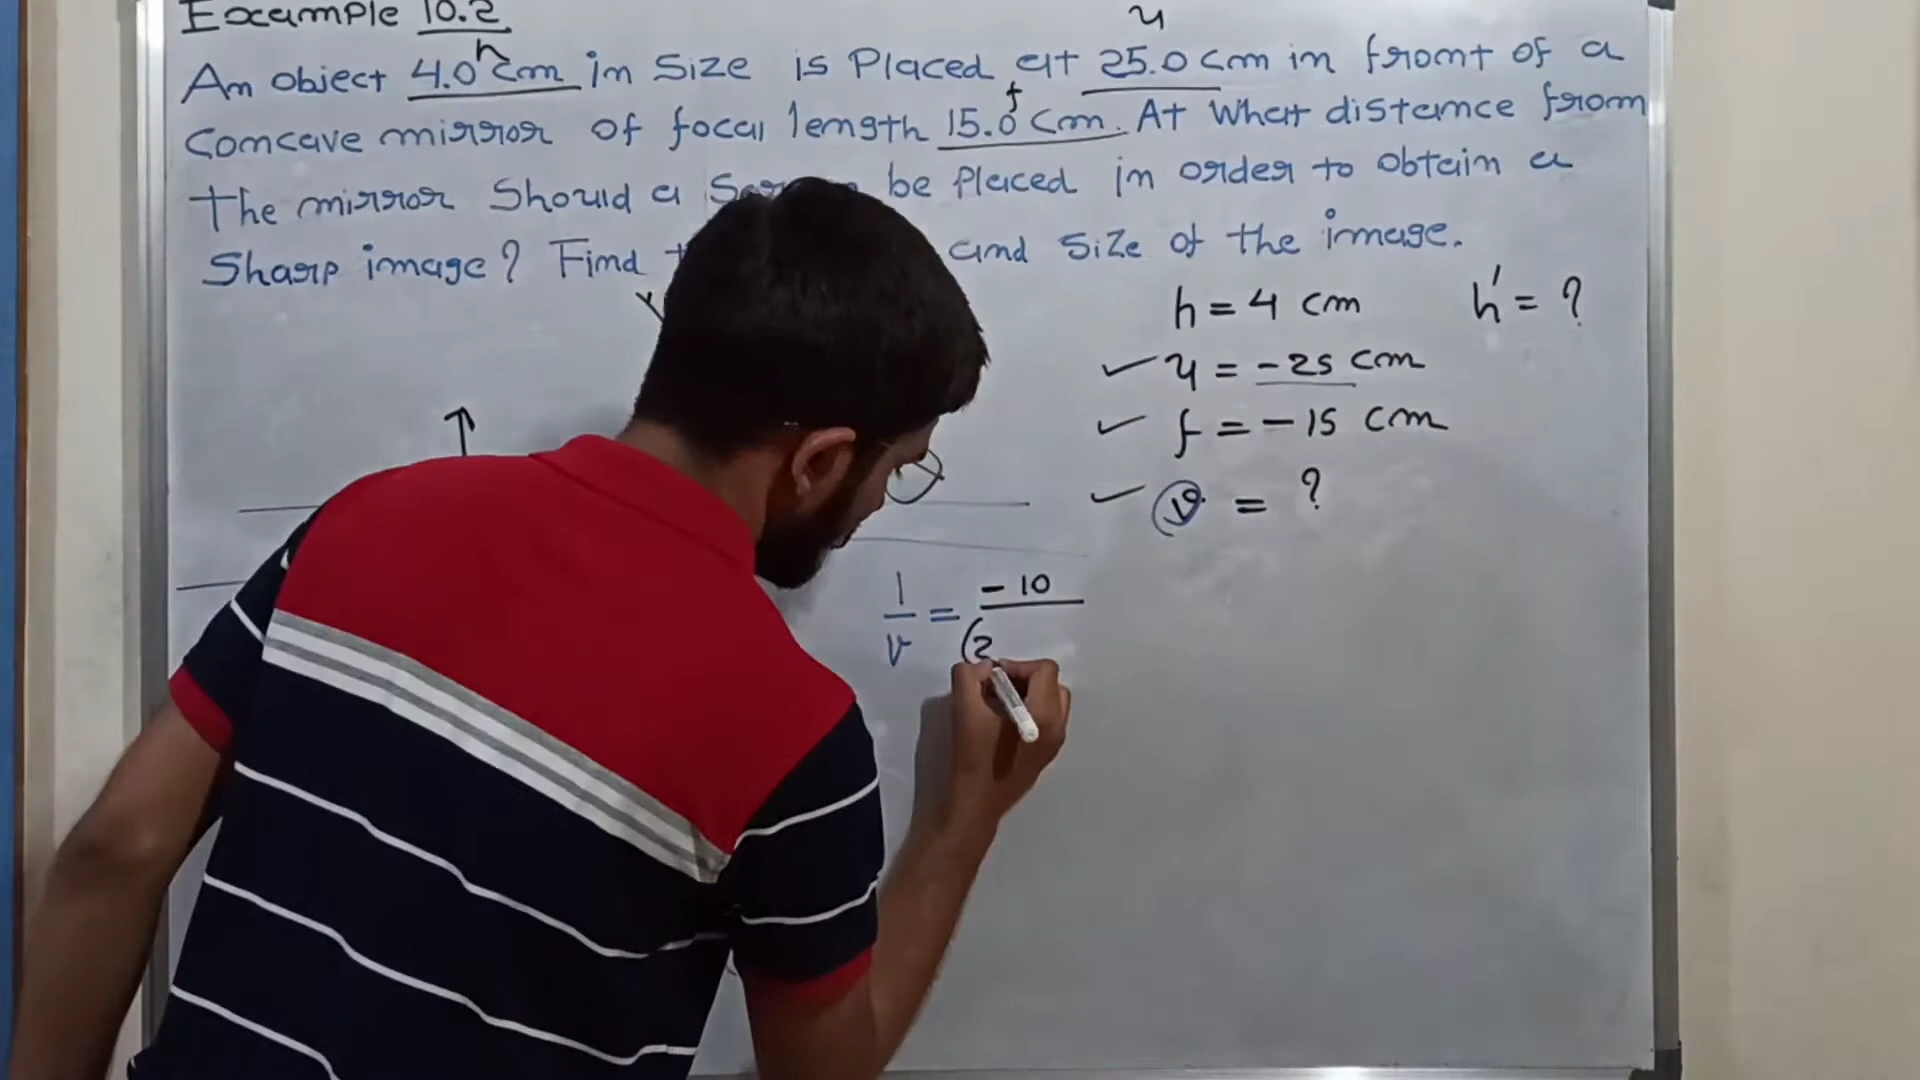 Example 10.2
h
u
An object 4.0 cm in size is Placed at 25.0 cm in front of a
f
concave mirror of focal length 15.0 cm. At What distance from
the mirror Should a be Placed in order to obtain a
Sharp image? Find and size of the image.
h = 4 cm h' = ?
u = -25 cm
f = -15 cm
v = ?
1/v = -10/(2